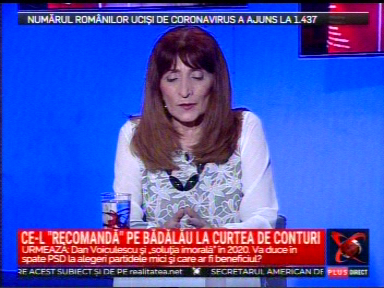 NUMĂRUL ROMÂNILOR UCIȘI DE CORONAVIRUS A AJUNS LA 1.437
CE-L "RECOMANDĂ" PE BĂDĂLĂU LA CURTEA DE CONTURI
URMEAZĂ: Dan Voiculescu și „soluția imorală” în 2020. Va duce în
spate PSD la alegeri partidele mici și care ar fi beneficiul?
RE ACEST SUBIECT ȘI DE PE realitatea.net
SECRETARUL AMERICAN DE
PLUS DIRECT